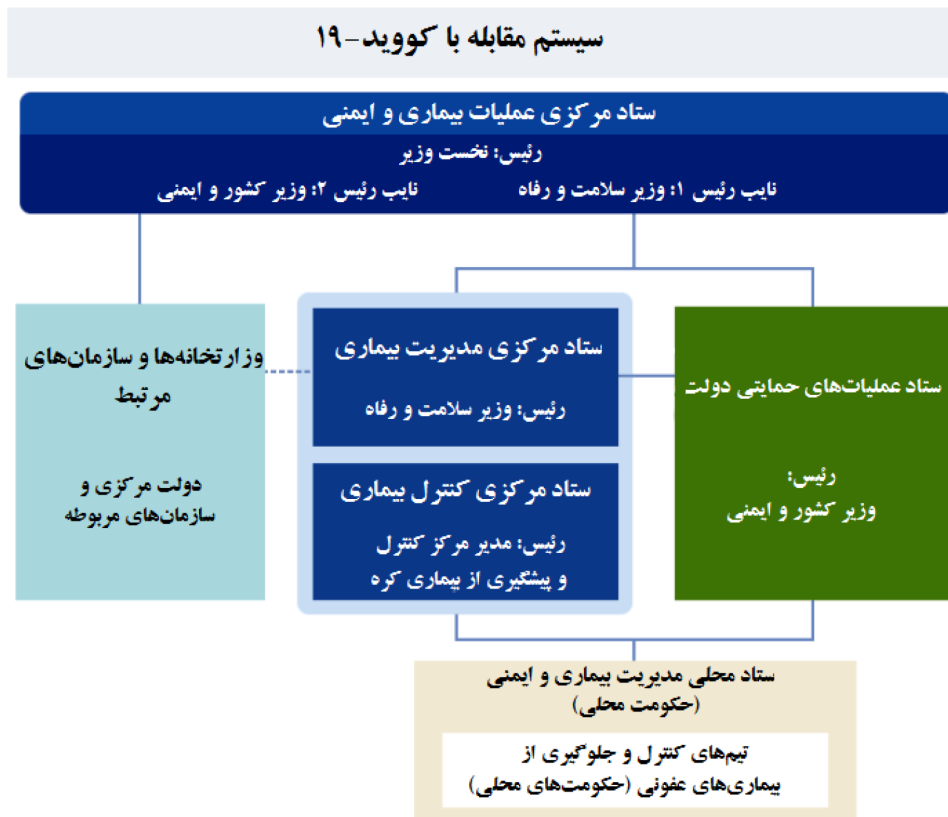 سیستم مقابله با کووید-۱۹
ستاد مرکزی عملیات بیماری و ایمنی
رئیس: نخست وزیر
نایب رئیس ۱: وزیر سلامت و رفاه
نایب رئیس ۲: وزیر کشور و ایمنی
ستاد عملیات‌های حمایتی دولت
رئیس:
وزیر کشور و ایمنی
ستاد مرکزی مدیریت بیماری
رئیس: وزیر سلامت و رفاه
ستاد مرکزی کنترل بیماری
رئیس: مدیر مرکز کنترل
و پیشگیری از بیماری کره
وزارتخانه‌ها و سازمان‌های
مرتبط
دولت مرکزی و
سازمان‌های مربوطه
ستاد محلی مدیریت بیماری و ایمنی
(حکومت محلی)
تیم‌های کنترل و جلوگیری از
بیماری‌های عفونی (حکومت‌های محلی)